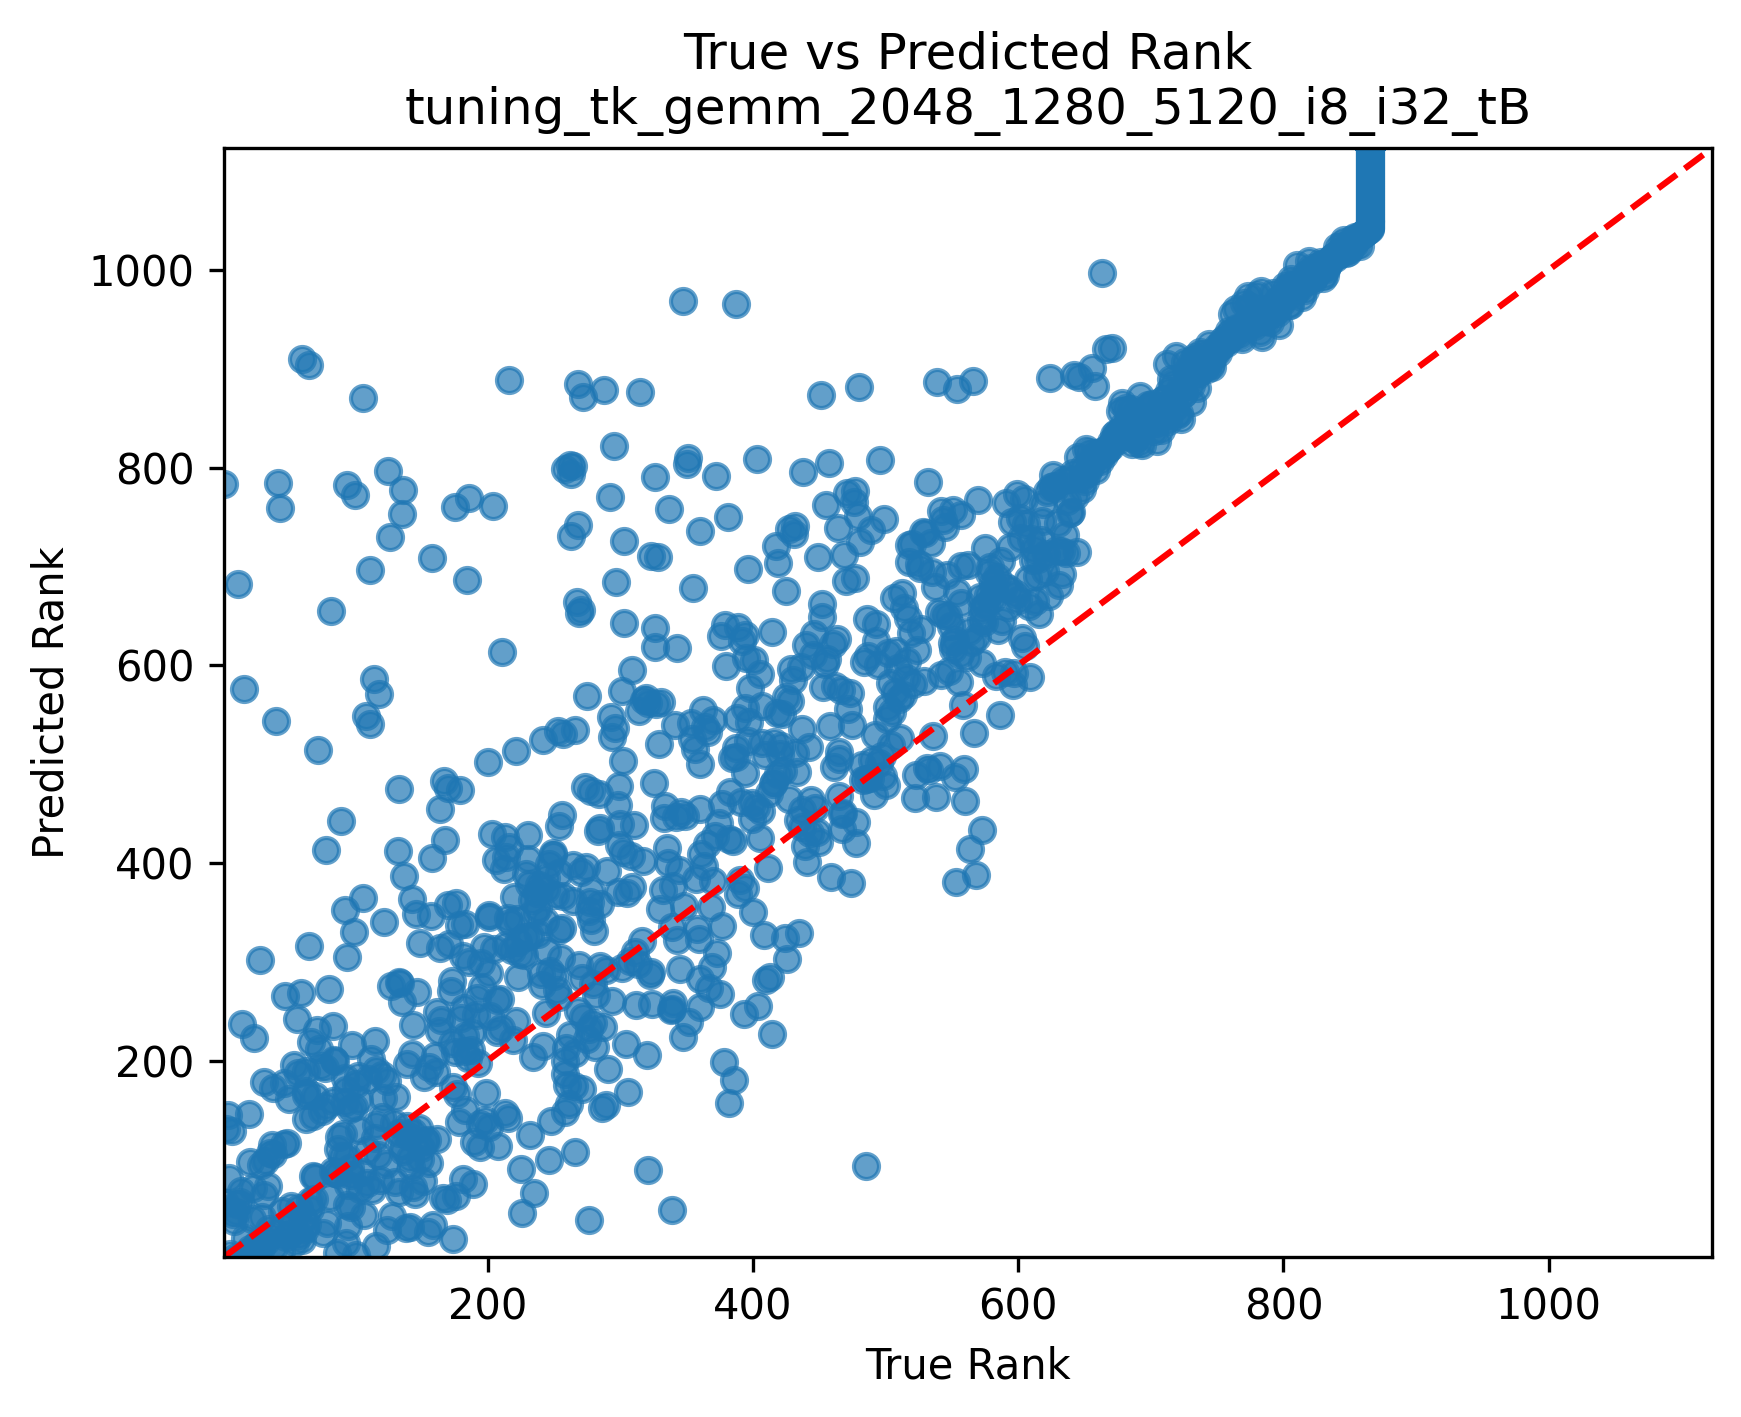 True vs Predicted Rank
tuning_tk_gemm_2048_1280_5120_i8_i32_tB
Predicted Rank
1000
800
600
400
200
200 400 600 800 1000
True Rank